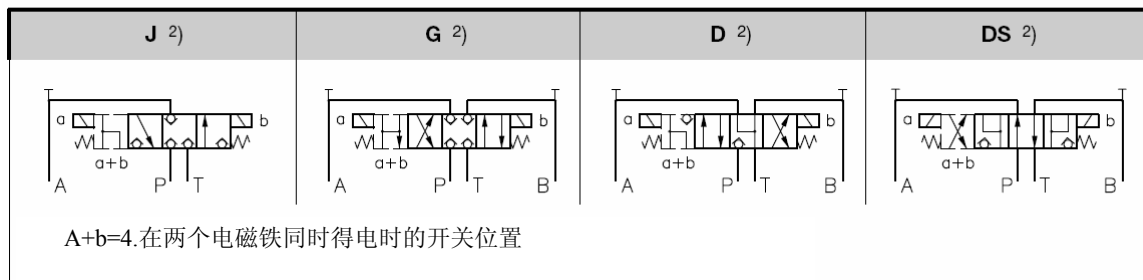 J 2) G 2) D 2) DS 2)
a b a b a b a b
a+b a+b a+b a+b
A P T A P T B A P T B A P T B
A+b=4.在两个电磁铁同时得电时的开关位置